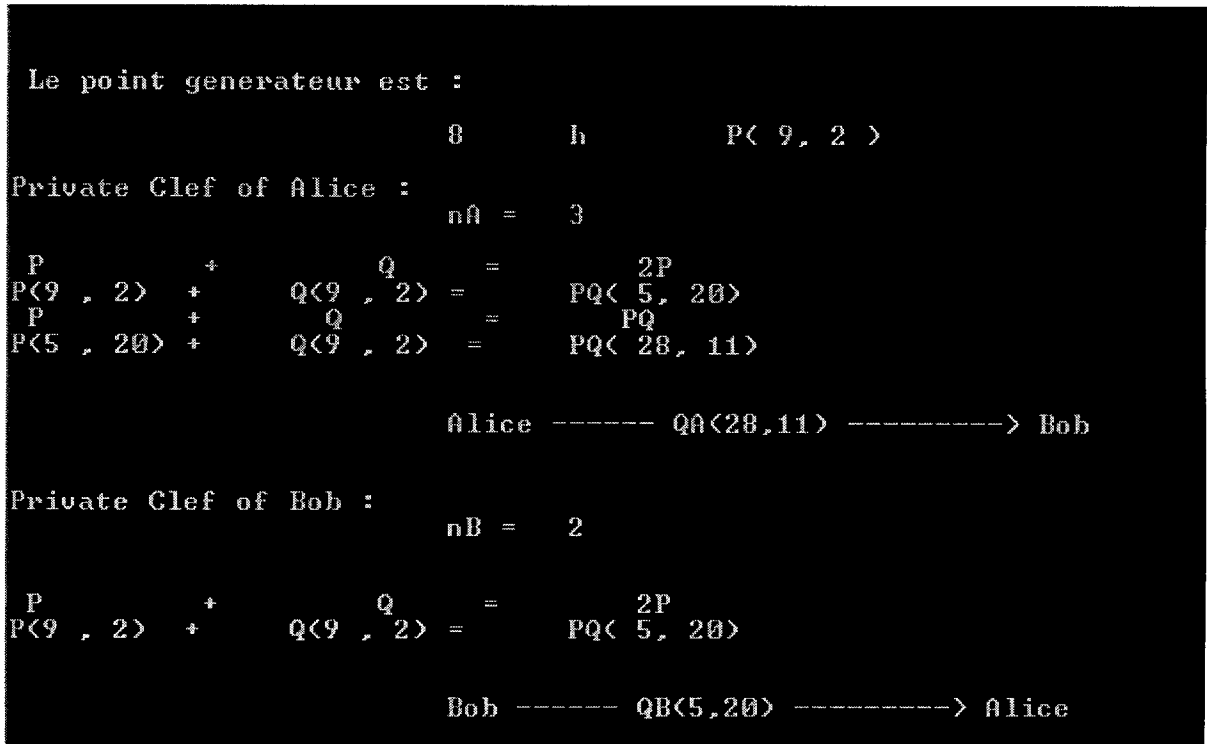 Le point generateur est :
8 h P( 9, 2 )
Private Clef of Alice :
nA = 3
P + Q = 2P
P(9 , 2) + Q(9 , 2) = PQ( 5, 20)
P + Q = PQ
P(5 , 20) + Q(9 , 2) = PQ( 28, 11)
Alice ------ QA(28,11) ---------> Bob
Private Clef of Bob :
nB = 2
P + Q = 2P
P(9 , 2) + Q(9 , 2) = PQ( 5, 20)
Bob ------ QB(5,20) ---------> Alice